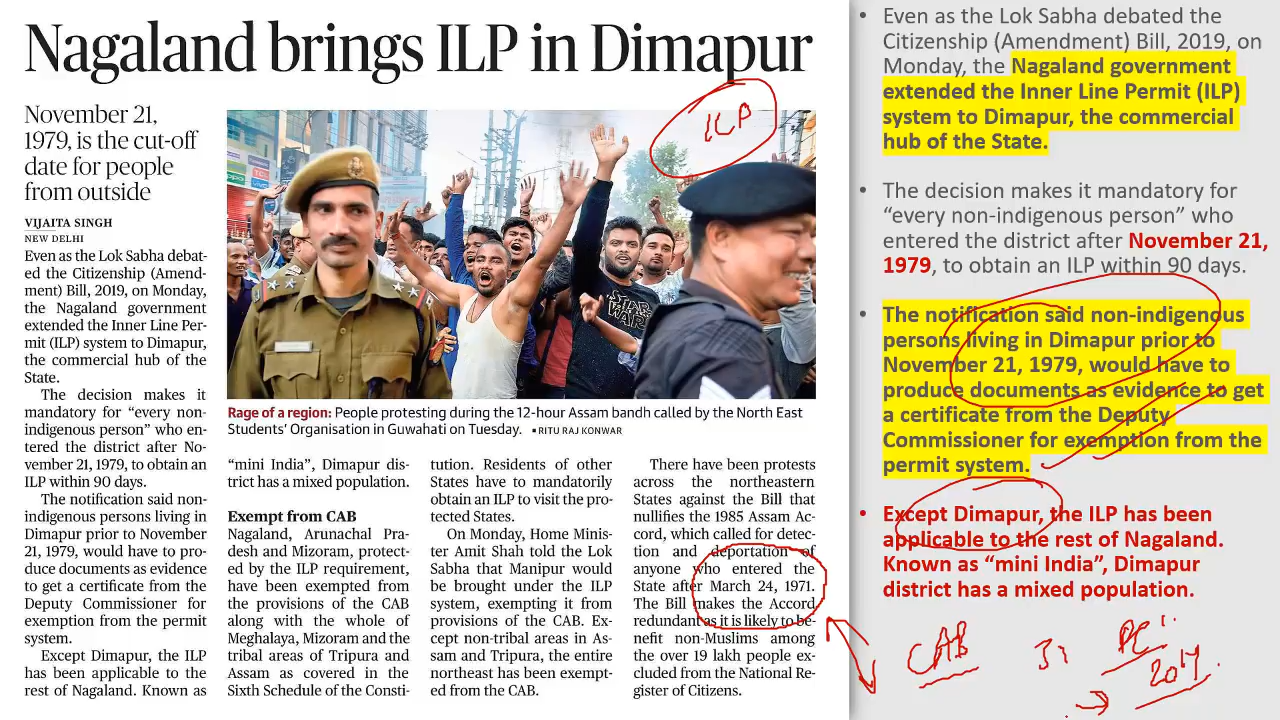 Nagaland brings ILP in Dimapur
November 21,
1979, is the cut-off
date for people
from outside
VIJAITA SINGH
NEW DELHI
Even as the Lok Sabha debat-
ed the Citizenship (Amend-
ment) Bill, 2019, on Monday,
the Nagaland government
extended the Inner Line Per-
mit (ILP) system to Dimapur,
the commercial hub of the
State.
The decision makes it
mandatory for “every non-
indigenous person” who en-
tered the district after No-
vember 21, 1979, to obtain an
ILP within 90 days.
The notification said non-
indigenous persons living in
Dimapur prior to November
21, 1979, would have to pro-
duce documents as evidence
to get a certificate from the
Deputy Commissioner for
exemption from the permit
system.
Except Dimapur, the ILP
has been applicable to the
rest of Nagaland. Known as
ILP
STAR
WARS
oppo
Rage of a region: People protesting during the 12-hour Assam bandh called by the North East
Students’ Organisation in Guwahati on Tuesday. ▪ RITU RAJ KONWAR
“mini India”, Dimapur dis-
trict has a mixed population.
Exempt from CAB
Nagaland, Arunachal Pra-
desh and Mizoram, protect-
ed by the ILP requirement,
have been exempted from
the provisions of the CAB
along with the whole of
Meghalaya, Mizoram and the
tribal areas of Tripura and
Assam as covered in the
Sixth Schedule of the Consti-
tution. Residents of other
States have to mandatorily
obtain an ILP to visit the pro-
tected States.
On Monday, Home Minis-
ter Amit Shah told the Lok
Sabha that Manipur would
be brought under the ILP
system, exempting it from
provisions of the CAB. Ex-
cept non-tribal areas in As-
sam and Tripura, the entire
northeast has been exempt-
ed from the CAB.
There have been protests
across the northeastern
States against the Bill that
nullifies the 1985 Assam Ac-
cord, which called for detec-
tion and deportation of
anyone who entered the
State after March 24, 1971.
The Bill makes the Accord
redundant as it is likely to be-
nefit non-Muslims among
the over 19 lakh people ex-
cluded from the National Re-
gister of Citizens.
• Even as the Lok Sabha debated the
Citizenship (Amendment) Bill, 2019, on
Monday, the Nagaland government
extended the Inner Line Permit (ILP)
system to Dimapur, the commercial
hub of the State.
• The decision makes it mandatory for
“every non-indigenous person” who
entered the district after November 21,
1979, to obtain an ILP within 90 days.
• The notification said non-indigenous
persons living in Dimapur prior to
November 21, 1979, would have to
produce documents as evidence to get
a certificate from the Deputy
Commissioner for exemption from the
permit system.
• Except Dimapur, the ILP has been
applicable to the rest of Nagaland.
Known as “mini India”, Dimapur
district has a mixed population.
CAB
2014